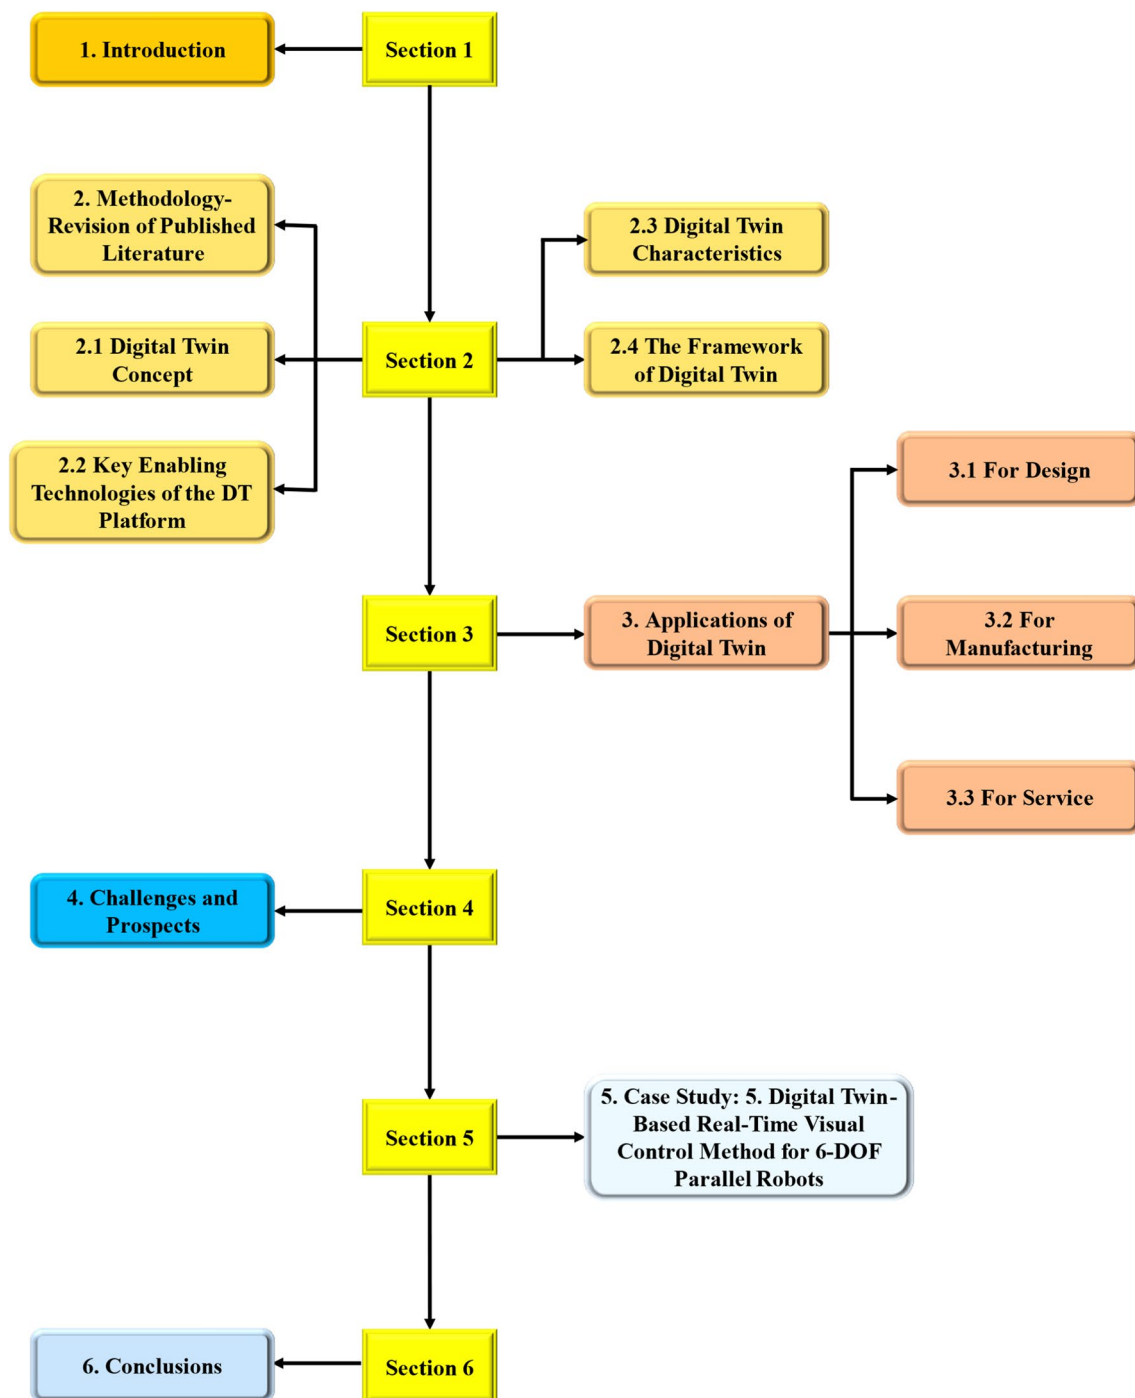 1. Introduction
Section 1
2. Methodology-
Revision of Published
Literature
2.3 Digital Twin
Characteristics
2.1 Digital Twin
Concept
Section 2
2.4 The Framework
of Digital Twin
2.2 Key Enabling
Technologies of the DT
Platform
3.1 For Design
Section 3
3. Applications of
Digital Twin
3.2 For
Manufacturing
3.3 For Service
4. Challenges and
Prospects
Section 4
Section 5
5. Case Study: 5. Digital Twin-
Based Real-Time Visual
Control Method for 6-DOF
Parallel Robots
6. Conclusions
Section 6